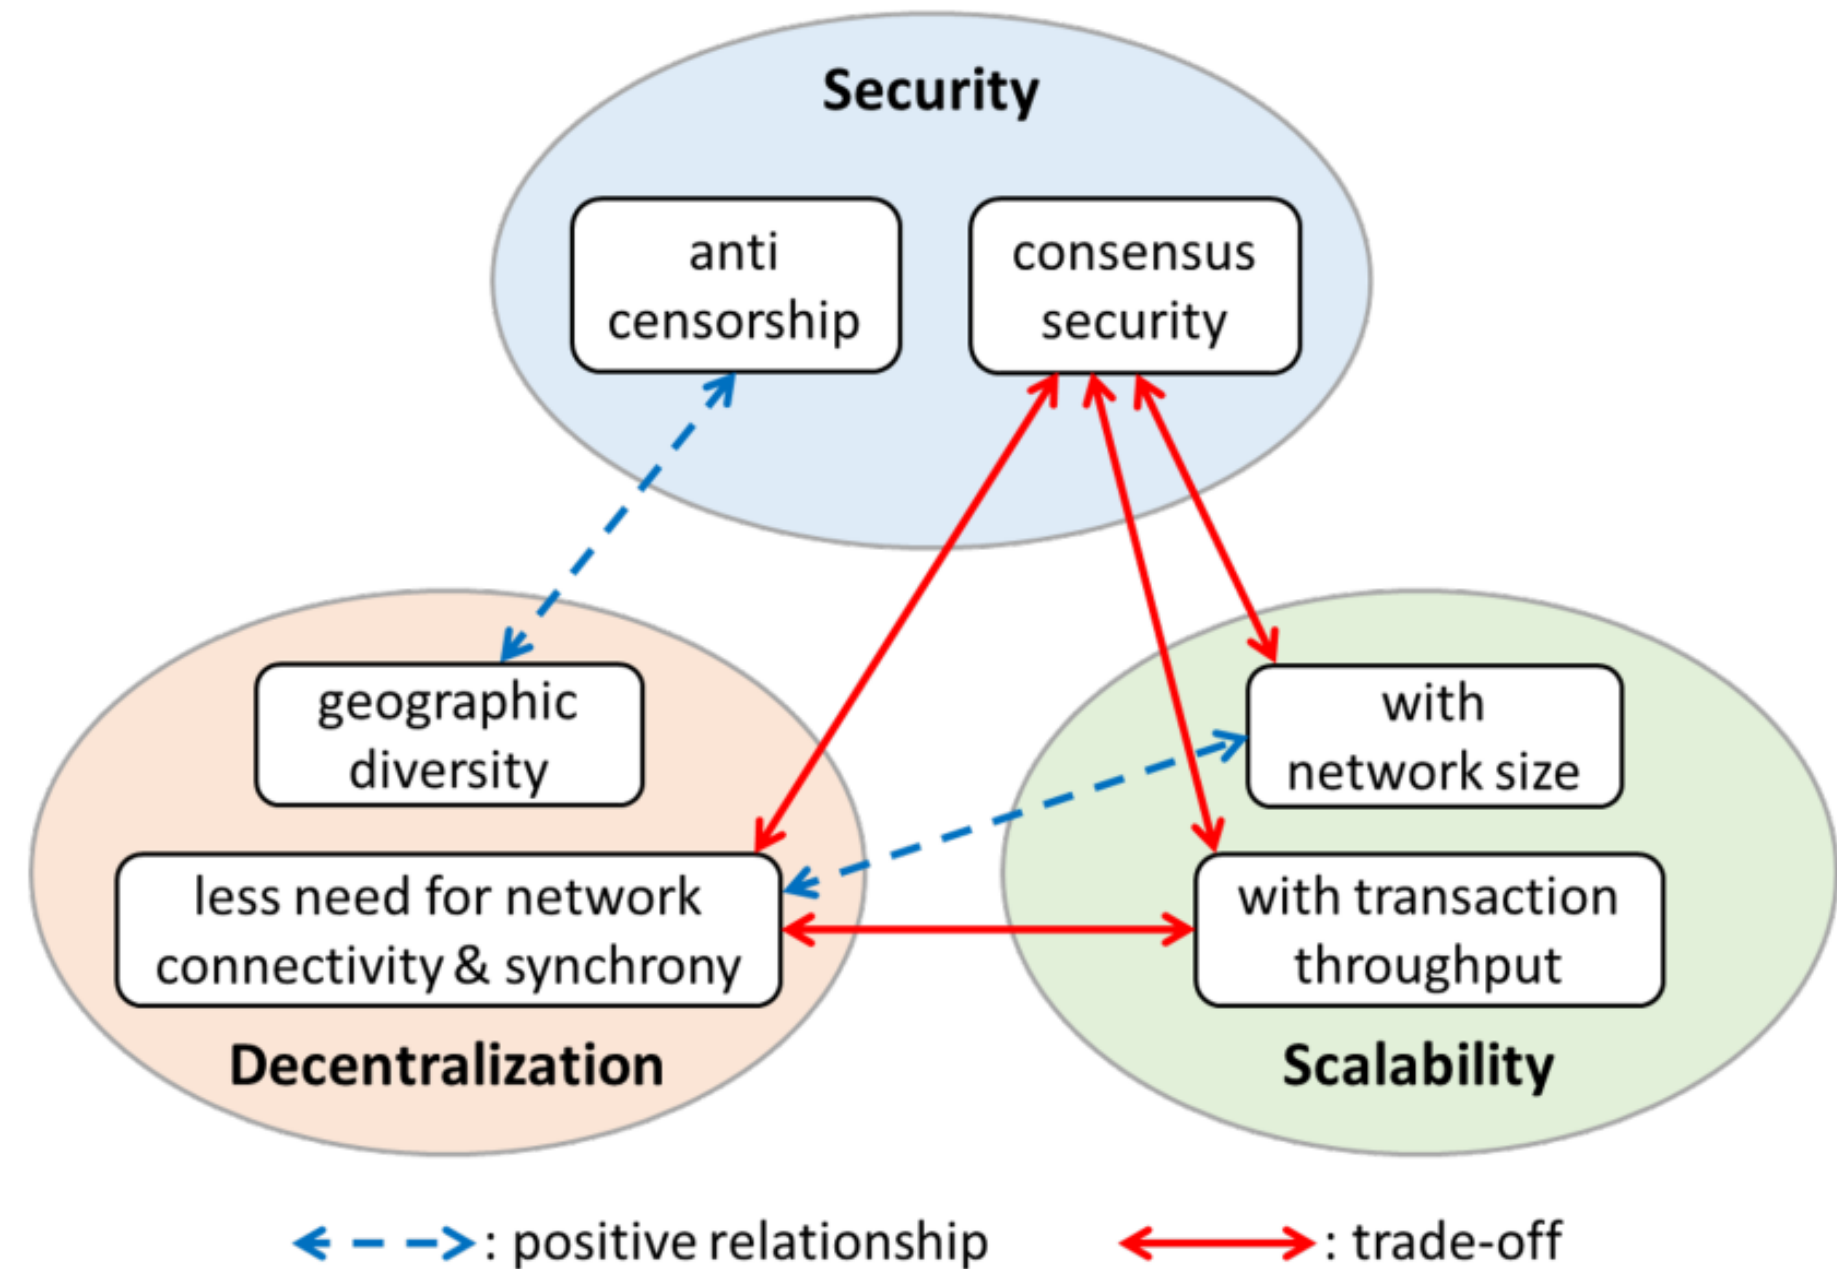 Security
anti
censorship
consensus
security
geographic
diversity
less need for network
connectivity & synchrony
Decentralization
with
network size
with transaction
throughput
Scalability
: positive relationship
: trade-off